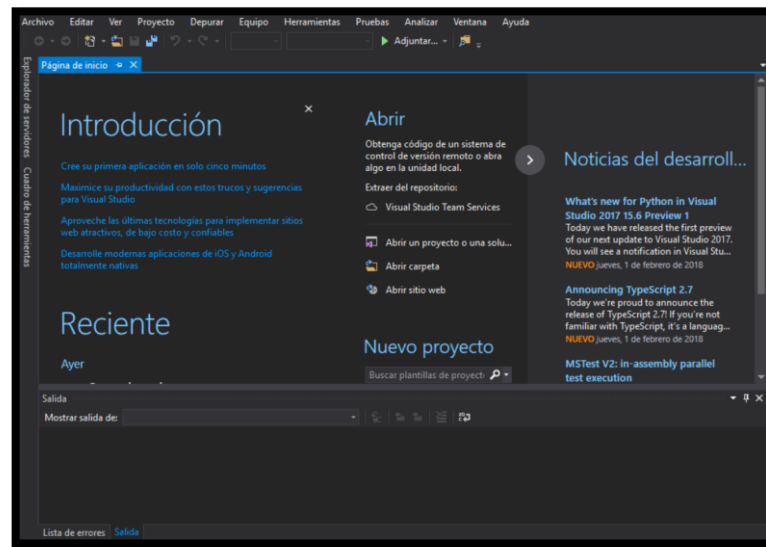 Archivo Editar Ver Proyecto Depurar Equipo Herramientas Pruebas Analizar Ventana Ayuda
Adjuntar...
Explorador de servidores
Cuadro de herramientas
Página de inicio
Introducción
Cree su primera aplicación en solo cinco minutos
Maximice su productividad con estos trucos y sugerencias
para Visual Studio
Aproveche las últimas tecnologías para implementar sitios
web atractivos, de bajo costo y confiables
Desarrolle modernas aplicaciones de iOS y Android
totalmente nativas
Reciente
Ayer
Abrir
Obtenga código de un sistema de
control de versión remoto o abra
algo en la unidad local.
Extraer del repositorio:
Visual Studio Team Services
Abrir un proyecto o una solu...
Abrir carpeta
Abrir sitio web
Nuevo proyecto
Buscar plantillas de proyect
Noticias del desarroll...
What's new for Python in Visual
Studio 2017 15.6 Preview 1
Today we have released the first preview
of our next update to Visual Studio 2017.
You will see a notification in Visual Stu...
NUEVO jueves, 1 de febrero de 2018
Announcing TypeScript 2.7
Today we're proud to announce the
release of TypeScript 2.7! If you're not
familiar with TypeScript, it's a languag...
NUEVO jueves, 1 de febrero de 2018
MSTest V2: in-assembly parallel
test execution
Salida
Mostrar salida de:
Lista de errores Salida